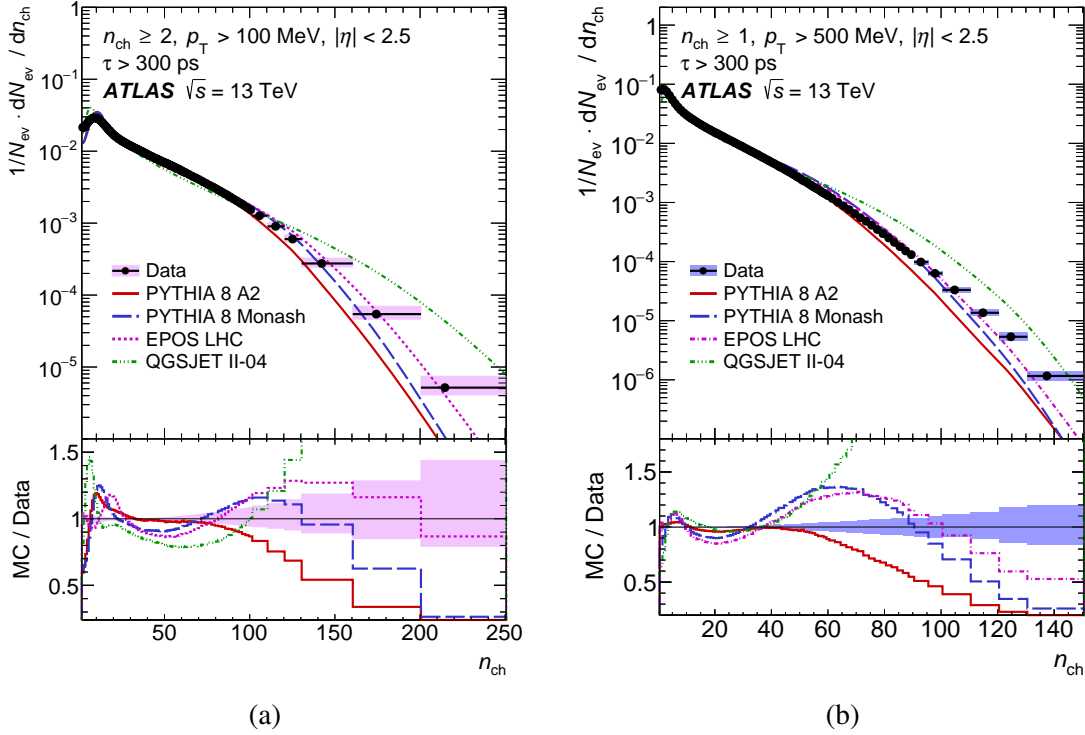 (a)
1/N_ev · dN_ev / dn_ch
n_ch ≥ 2, p_T > 100 MeV, |η| < 2.5
τ > 300 ps
ATLAS √s = 13 TeV
1
10⁻¹
10⁻²
10⁻³
10⁻⁴
10⁻⁵
Data
PYTHIA 8 A2
PYTHIA 8 Monash
EPOS LHC
QGSJET II-04
MC / Data
1.5
1
0.5
50 100 150 200 250
n_ch
1/N_ev · dN_ev / dn_ch
n_ch ≥ 1, p_T > 500 MeV, |η| < 2.5
τ > 300 ps
ATLAS √s = 13 TeV
10
1
10⁻¹
10⁻²
10⁻³
10⁻⁴
10⁻⁵
10⁻⁶
Data
PYTHIA 8 A2
PYTHIA 8 Monash
EPOS LHC
QGSJET II-04
MC / Data
1.5
1
0.5
20 40 60 80 100 120 140
n_ch
(b)